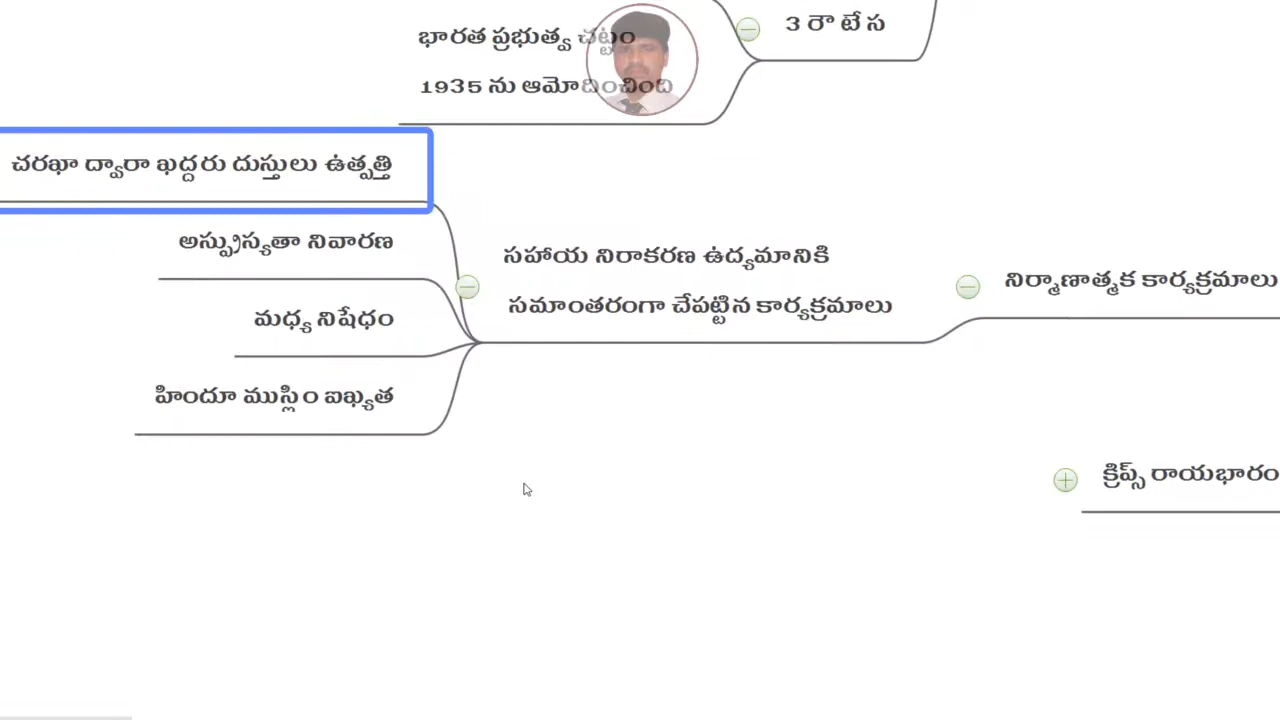 3 రౌ టే స
భారత ప్రభుత్వ చట్టం
1935 ను ఆమోదించింది
చరఖా ద్వారా ఖద్దరు దుస్తులు ఉత్పత్తి
అస్ప్రుస్యతా నివారణ
మధ్య నిషేధం
హిందూ ముస్లిం ఐఖ్యత
సహాయ నిరాకరణ ఉద్యమానికి
సమాంతరంగా చేపట్టిన కార్యక్రమాలు
నిర్మాణాత్మక కార్యక్రమాలు
క్రిప్స్ రాయభారం